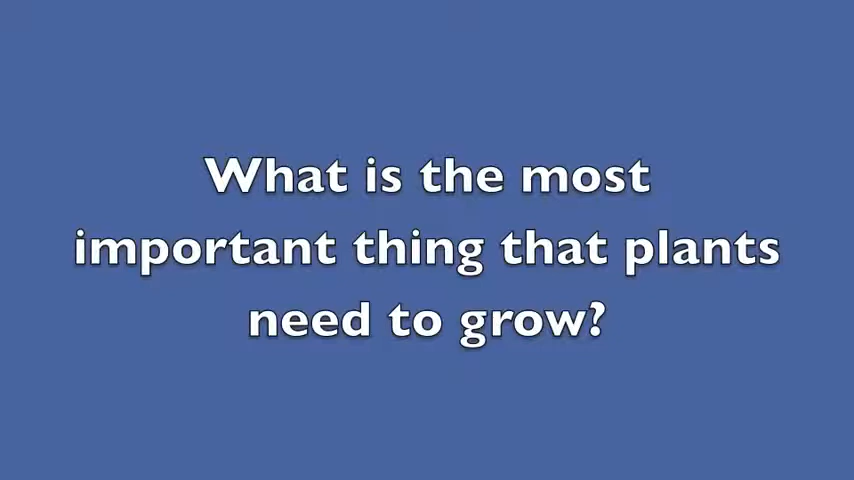 What is the most
important thing that plants
need to grow?